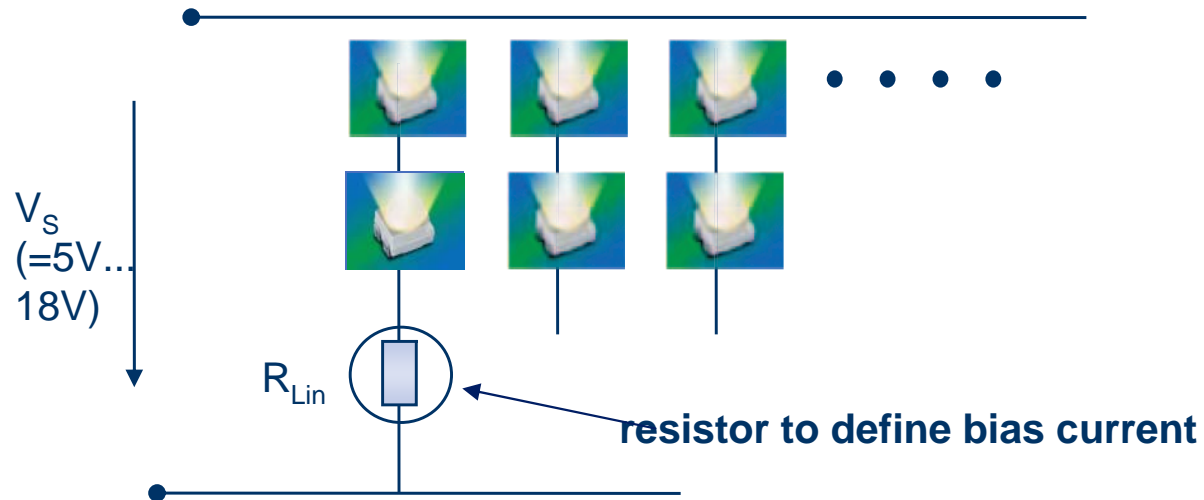 V_S
(=5V...
18V)
R_Lin
resistor to define bias current